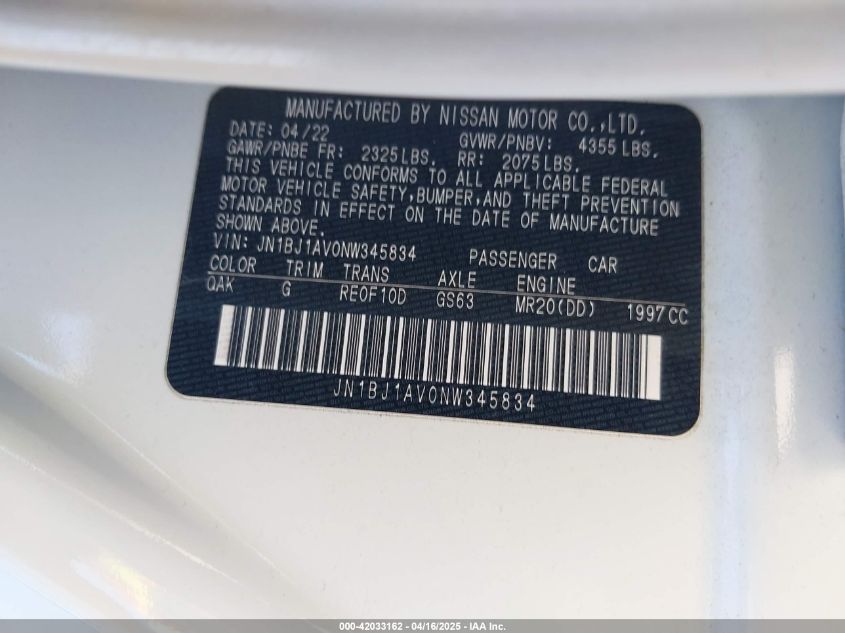 MANUFACTURED BY NISSAN MOTOR CO.,LTD.
DATE: 04/22 GVWR/PNBV: 4355 LBS.
GAWR/PNBE FR: 2325 LBS. RR: 2075 LBS.
THIS VEHICLE CONFORMS TO ALL APPLICABLE FEDERAL
MOTOR VEHICLE SAFETY, BUMPER, AND THEFT PREVENTION
STANDARDS IN EFFECT ON THE DATE OF MANUFACTURE
SHOWN ABOVE.
VIN: JN1BJ1AV0NW345834 PASSENGER CAR
COLOR TRIM TRANS AXLE ENGINE
QAK G RE0F10D GS63 MR20(DD) 1997 CC
JN1BJ1AV0NW345834
000-42033162 - 04/16/2025 - IAA Inc.